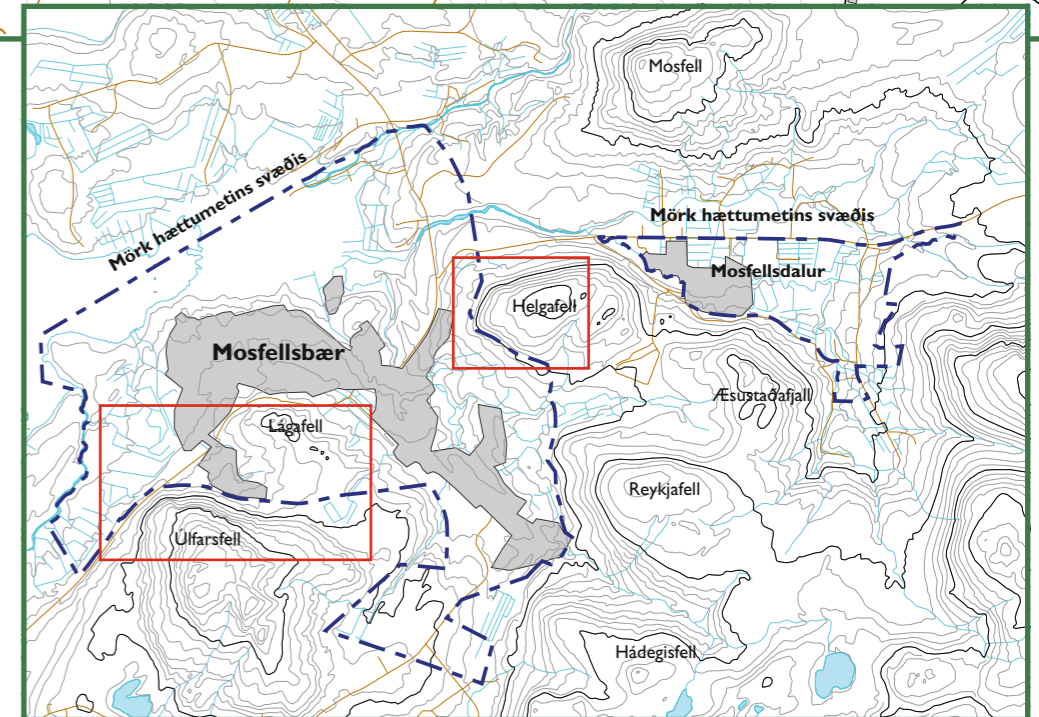 Mosfell
Mörk hættumetins svæðis
Mörk hættumetins svæðis
Mosfellsdalur
Helgafell
Mosfellsbær
Æsustaðafjall
Lágafell
Reykjafell
Úlfarsfell
Hádegisfell